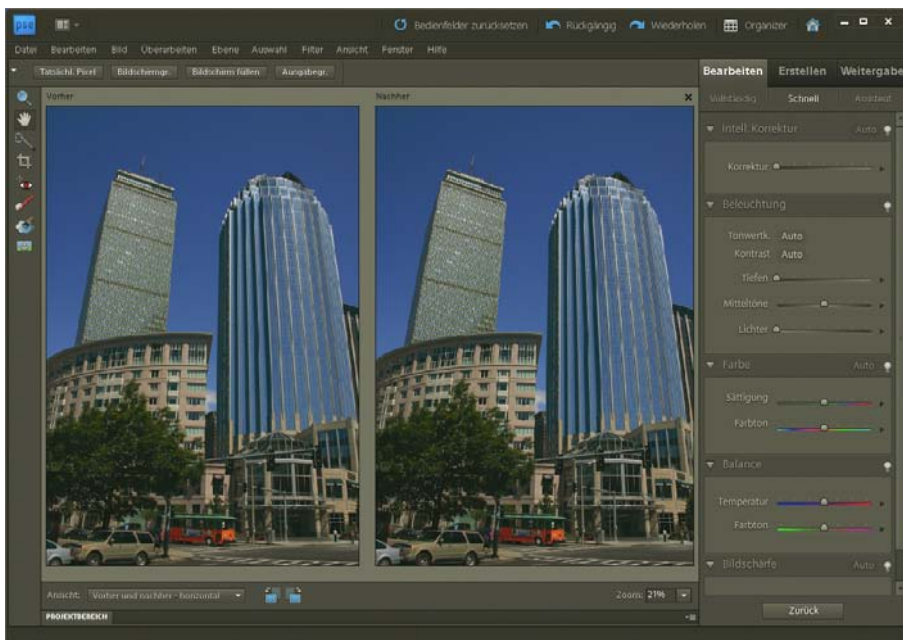 pse
Bedienfelder zurücksetzen Rückgängig Wiederholen Organizer
Datei Bearbeiten Bild Überarbeiten Ebene Auswahl Filter Ansicht Fenster Hilfe
Tatsächl. Pixel Bildschirmgr. Bildschirm füllen Ausgabegr.
Bearbeiten Erstellen Weitergabe
Vorher Nachher
Vollständig Schnell Assistent
Intell. Korrektur Auto
Korrektur
Beleuchtung
Tonwertk. Auto
Kontrast Auto
Tiefen
Mitteltöne
Lichter
Farbe Auto
Sättigung
Farbton
Balance
Temperatur
Farbton
Bildschärfe Auto
Ansicht: Vorher und nachher - horizontal Zoom: 21%
Zurück
PROJEKTBEREICH